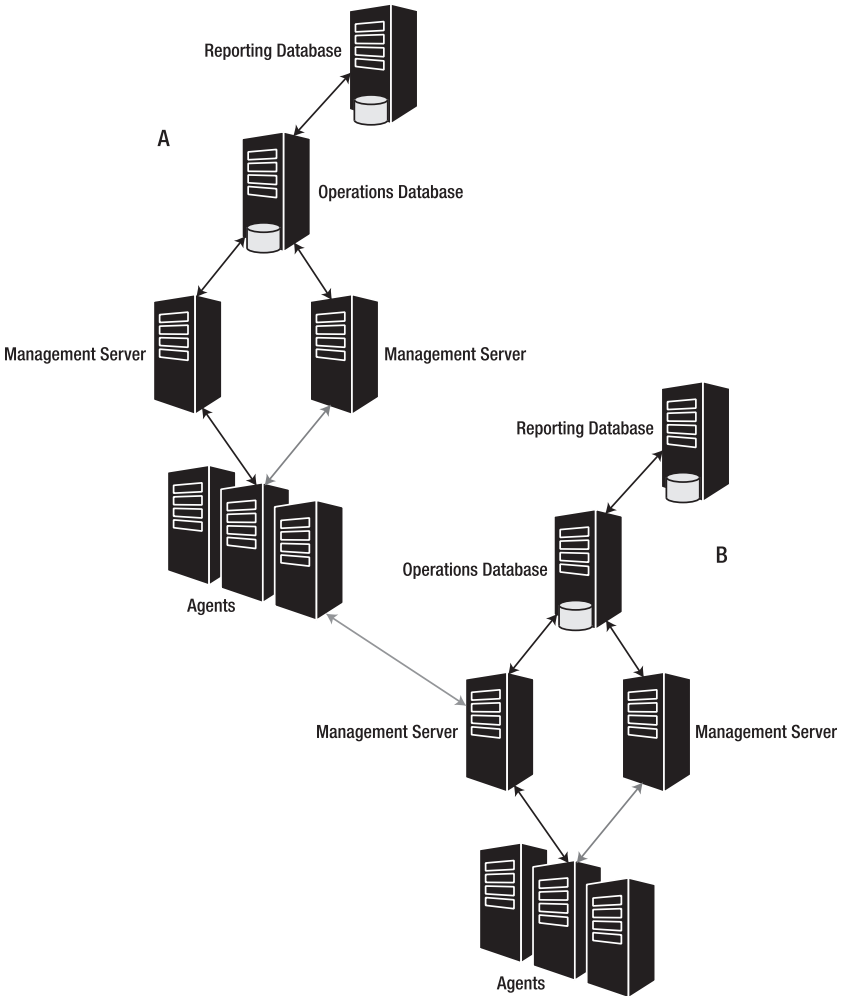 Reporting Database
A
Operations Database
Management Server
Management Server
Reporting Database
B
Operations Database
Agents
Management Server
Management Server
Agents